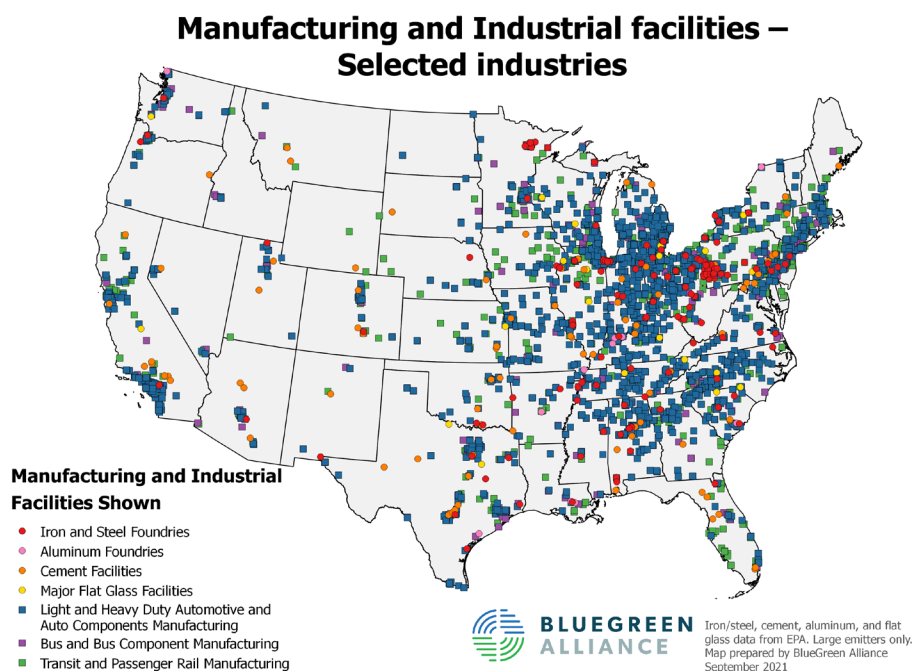 Manufacturing and Industrial facilities –
Selected industries
Manufacturing and Industrial
Facilities Shown
Iron and Steel Foundries
Aluminum Foundries
Cement Facilities
Major Flat Glass Facilities
Light and Heavy Duty Automotive and
Auto Components Manufacturing
Bus and Bus Component Manufacturing
Transit and Passenger Rail Manufacturing
BLUEGREEN
ALLIANCE
Iron/steel, cement, aluminum, and flat
glass data from EPA. Large emitters only.
Map prepared by BlueGreen Alliance
September 2021